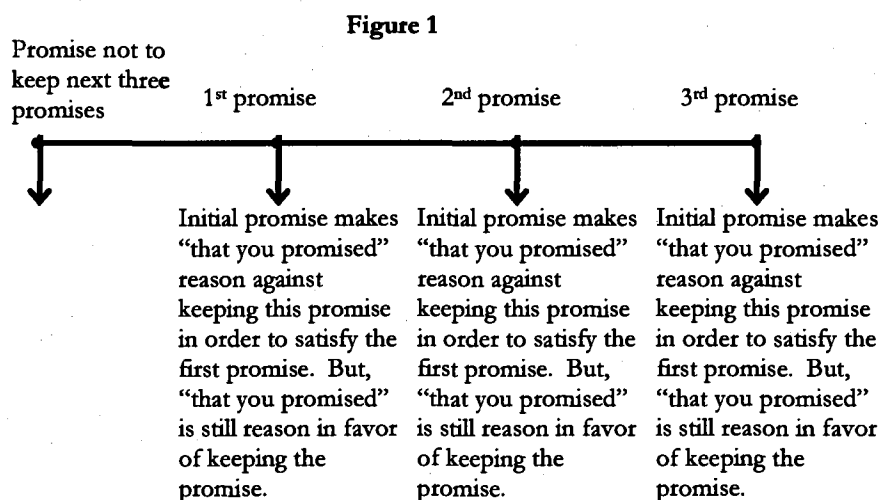 Figure 1
Promise not to
keep next three
promises
1st promise
2nd promise
3rd promise
Initial promise makes
“that you promised”
reason against
keeping this promise
in order to satisfy the
first promise. But,
“that you promised”
is still reason in favor
of keeping the
promise.
Initial promise makes
“that you promised”
reason against
keeping this promise
in order to satisfy the
first promise. But,
“that you promised”
is still reason in favor
of keeping the
promise.
Initial promise makes
“that you promised”
reason against
keeping this promise
in order to satisfy the
first promise. But,
“that you promised”
is still reason in favor
of keeping the
promise.